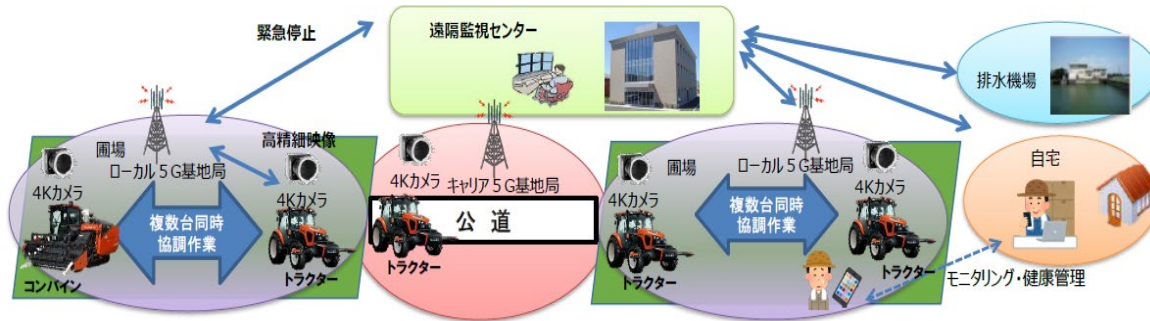 緊急停止
遠隔監視センター
排水機場
圃場
ローカル5G基地局
高精細映像
4Kカメラ
4Kカメラ
複数台同時
協調作業
コンバイン
トラクター
4Kカメラ
キャリア5G基地局
公 道
トラクター
圃場
ローカル5G基地局
4Kカメラ
4Kカメラ
複数台同時
協調作業
トラクター
トラクター
自宅
モニタリング・健康管理